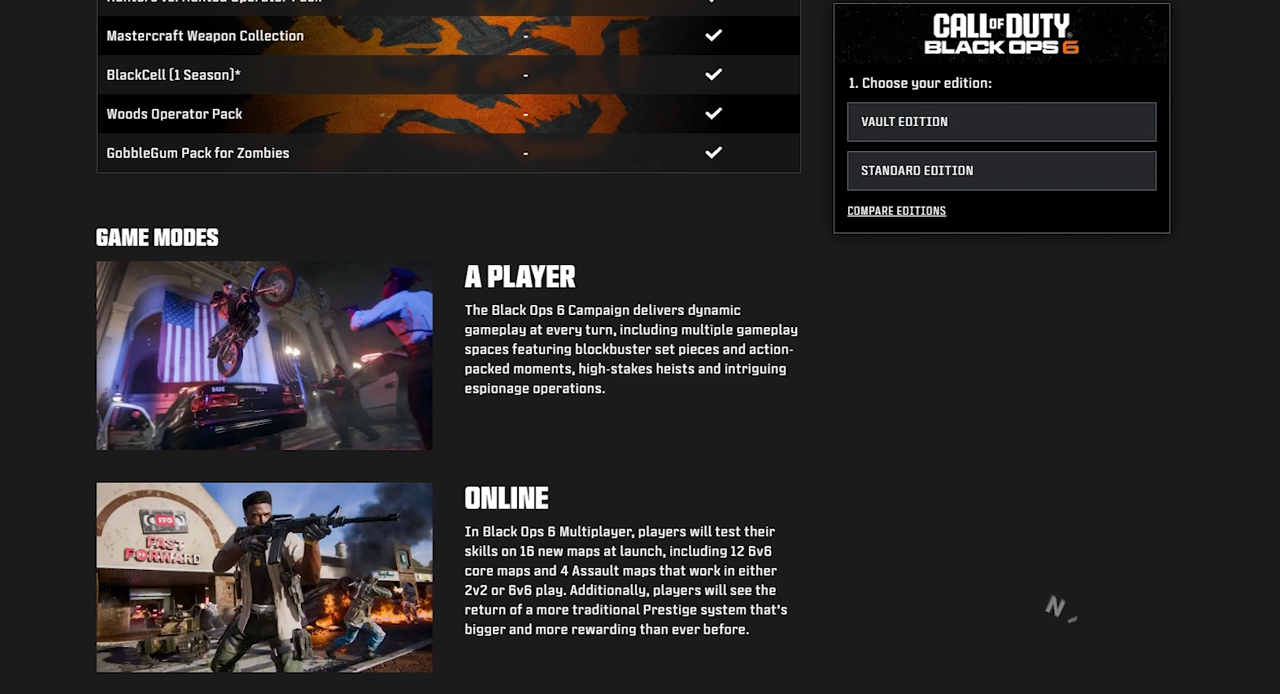 Mastercraft Weapon Collection - ✓
BlackCell [1 Season]* - ✓
Woods Operator Pack - ✓
GobbleGum Pack for Zombies - ✓
CALL OF DUTY®
BLACK OPS 6
1. Choose your edition:
VAULT EDITION
STANDARD EDITION
COMPARE EDITIONS
GAME MODES
A PLAYER
The Black Ops 6 Campaign delivers dynamic
gameplay at every turn, including multiple gameplay
spaces featuring blockbuster set pieces and action-
packed moments, high-stakes heists and intriguing
espionage operations.
FFO
FAST
FORWARD
ONLINE
In Black Ops 6 Multiplayer, players will test their
skills on 16 new maps at launch, including 12 6v6
core maps and 4 Assault maps that work in either
2v2 or 6v6 play. Additionally, players will see the
return of a more traditional Prestige system that's
bigger and more rewarding than ever before.
N